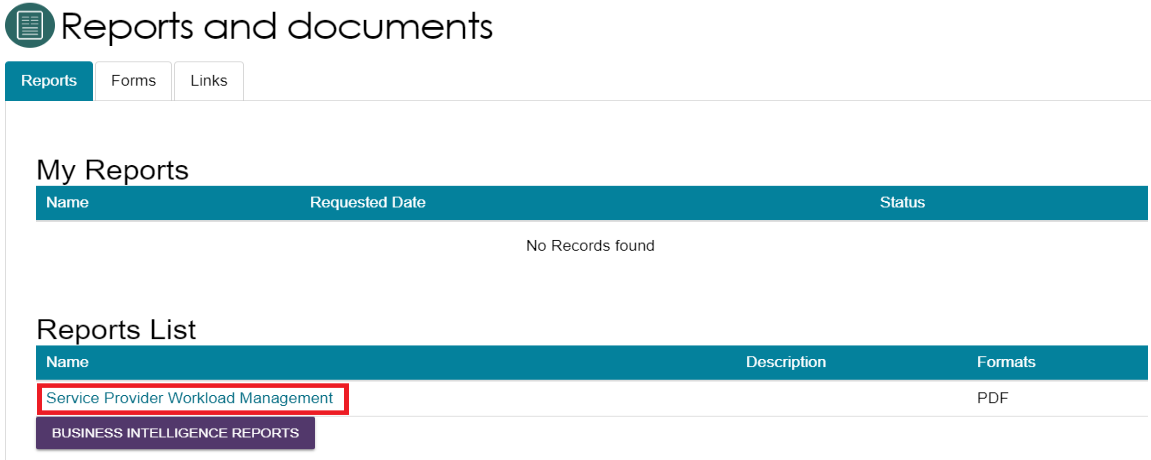 Reports and documents
Reports Forms Links
My Reports
Name Requested Date Status
No Records found
Reports List
Name Description Formats
Service Provider Workload Management PDF
BUSINESS INTELLIGENCE REPORTS